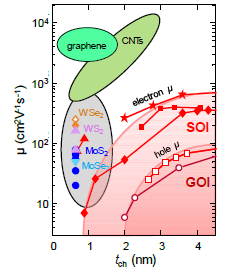 μ (cm²V⁻¹s⁻¹)
10⁴
10³
10²
10
graphene
CNTs
WSe₂
WS₂
MoS₂
MoSe₂
electron μ
SOI
hole μ
GOI
0 1 2 3 4
t_ch (nm)